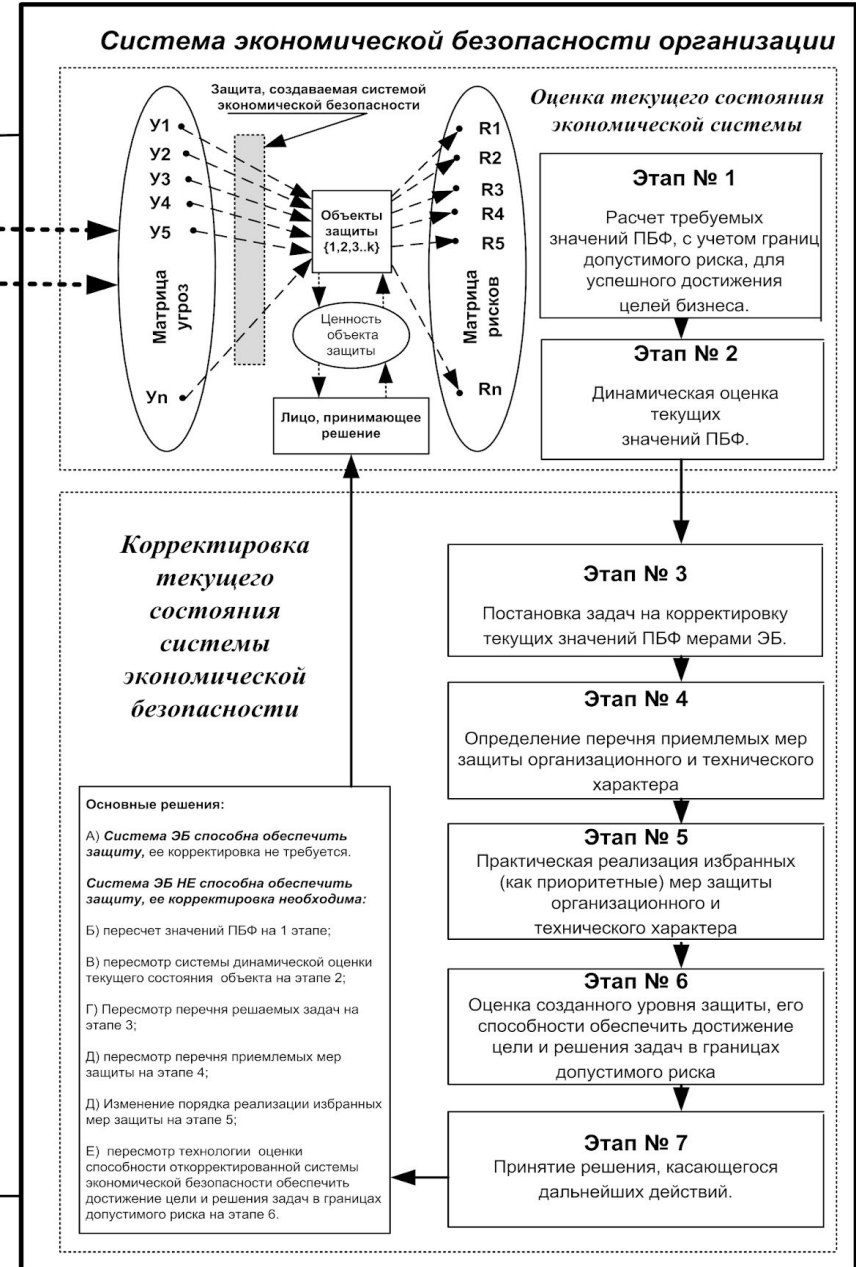 Система экономической безопасности организации
Защита, создаваемая системой
экономической безопасности
Оценка текущего состояния
экономической системы
У1
У2
У3
У4
У5
Уn
Матрица
угроз
Объекты
защиты
{1,2,3..k}
Ценность
объекта
защиты
Лицо, принимающее
решение
R1
R2
R3
R4
R5
Rn
Матрица
рисков
Этап № 1
Расчет требуемых
значений ПБФ, с учетом границ
допустимого риска, для
успешного достижения
целей бизнеса.
Этап № 2
Динамическая оценка
текущих
значений ПБФ.
Корректировка
текущего
состояния
системы
экономической
безопасности
Этап № 3
Постановка задач на корректировку
текущих значений ПБФ мерами ЭБ.
Этап № 4
Определение перечня приемлемых мер
защиты организационного и технического
характера
Этап № 5
Практическая реализация избранных
(как приоритетные) мер защиты
организационного и
технического характера
Этап № 6
Оценка созданного уровня защиты, его
способности обеспечить достижение
цели и решения задач в границах
допустимого риска
Этап № 7
Принятие решения, касающегося
дальнейших действий.
Основные решения:
А) Система ЭБ способна обеспечить
защиту, ее корректировка не требуется.
Система ЭБ НЕ способна обеспечить
защиту, ее корректировка необходима:
Б) пересчет значений ПБФ на 1 этапе;
В) пересмотр системы динамической оценки
текущего состояния объекта на этапе 2;
Г) Пересмотр перечня решаемых задач на
этапе 3;
Д) пересмотр перечня приемлемых мер
защиты на этапе 4;
Д) Изменение порядка реализации избранных
мер защиты на этапе 5;
Е) пересмотр технологии оценки
способности откорректированной системы
экономической безопасности обеспечить
достижение цели и решения задач в границах
допустимого риска на этапе 6.